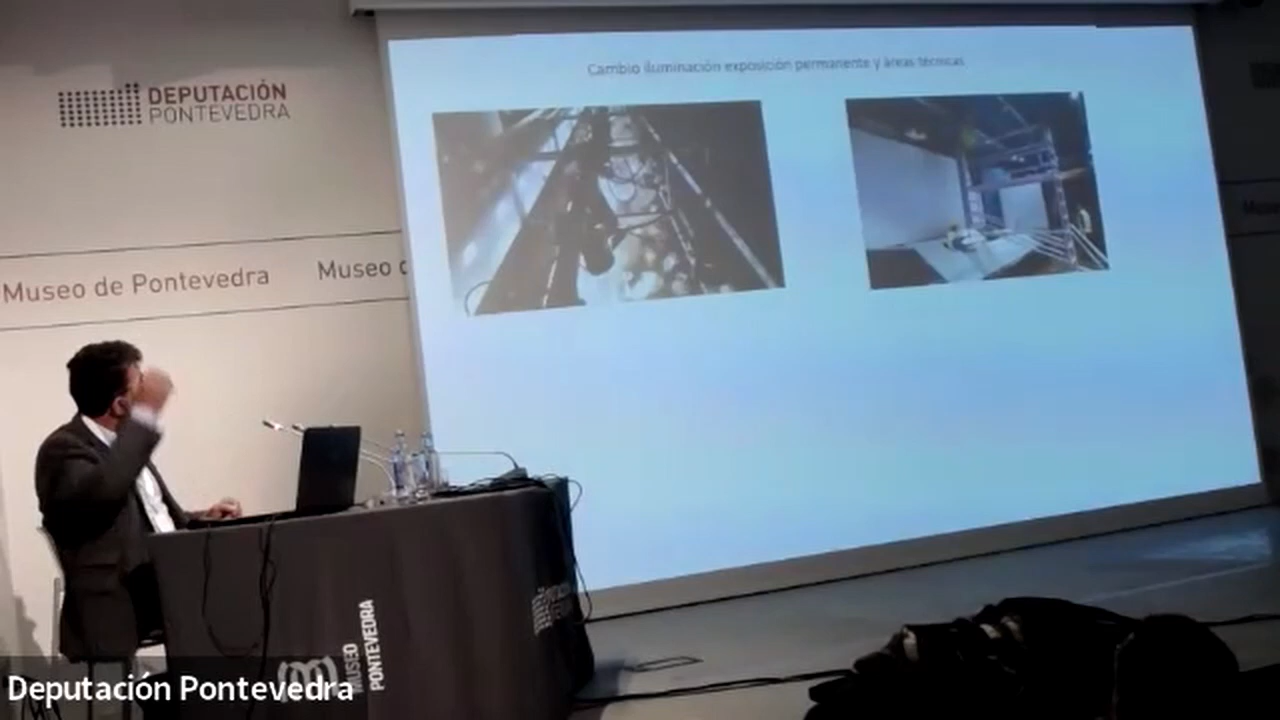 Cambio iluminación exposición permanente y áreas técnicas
DEPUTACIÓN
PONTEVEDRA
Museo de Pontevedra
Museo d
MUSEO
PONTEVEDRA
Deputación Pontevedra